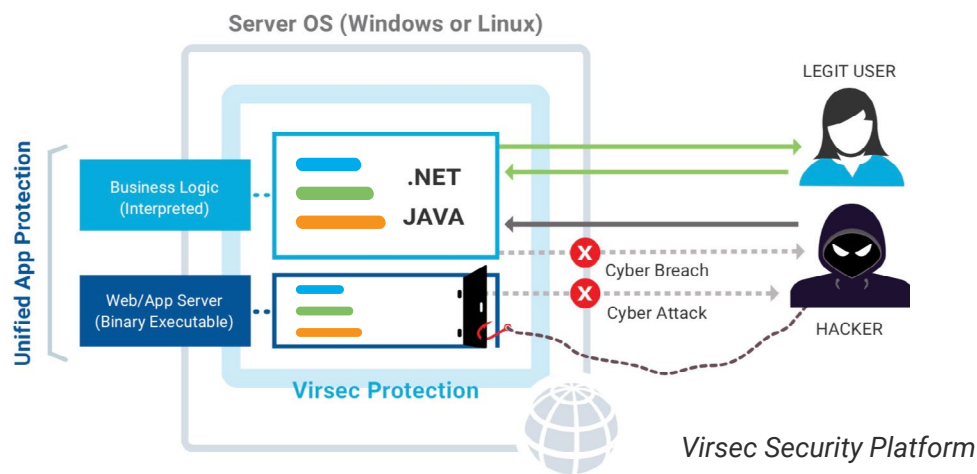 Server OS (Windows or Linux)
LEGIT USER
Unified App Protection
Business Logic
(Interpreted)
.NET
JAVA
X
Cyber Breach
Web/App Server
(Binary Executable)
X
Cyber Attack
HACKER
Virsec Protection
Virsec Security Platform